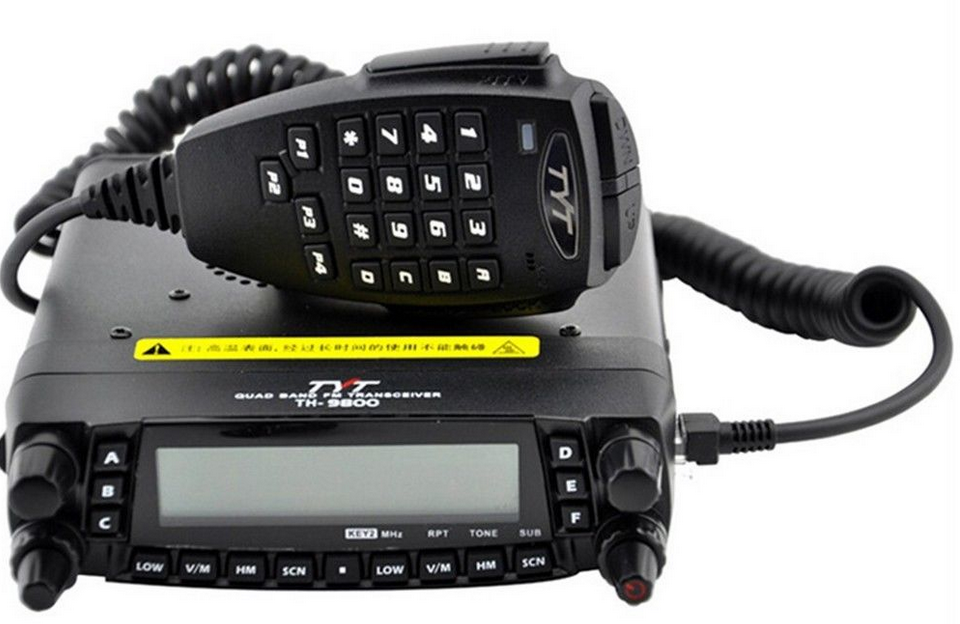 DWN
UP
TYT
1 2 3 A
4 5 6 B
7 8 9 C
* 0 # D
P1
P2
P3
P4
注:高温表面,经过长时间的使用不能触碰
TYT
QUAD BAND FM TRANSCEIVER
TH-9800
A
B
C
D
E
F
KEY2 MHz RPT TONE SUB
LOW V/M HM SCN ■ LOW V/M HM SCN